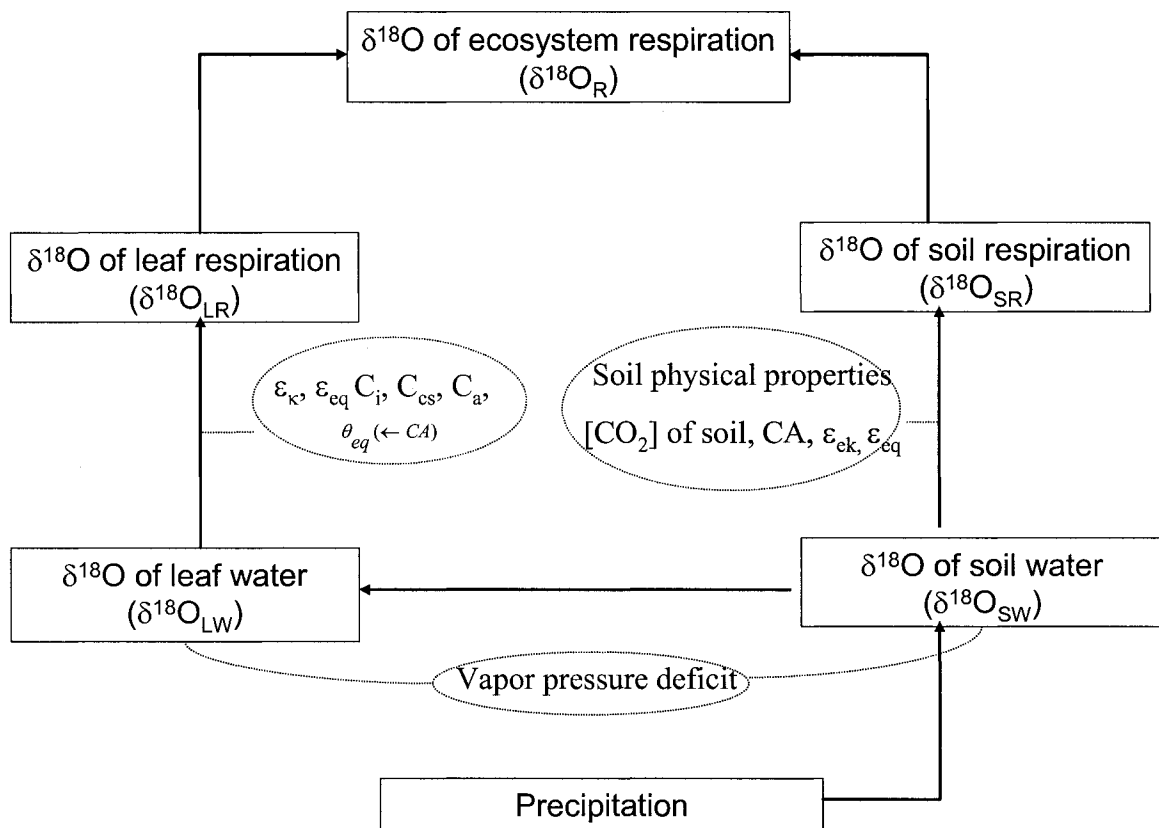 δ¹⁸O of ecosystem respiration
(δ¹⁸O_R)
δ¹⁸O of leaf respiration
(δ¹⁸O_LR)
δ¹⁸O of soil respiration
(δ¹⁸O_SR)
ε_κ, ε_eq C_i, C_cs, C_a,
θ_eq (← CA)
Soil physical properties
[CO₂] of soil, CA, ε_ek, ε_eq
δ¹⁸O of leaf water
(δ¹⁸O_LW)
δ¹⁸O of soil water
(δ¹⁸O_SW)
Vapor pressure deficit
Precipitation